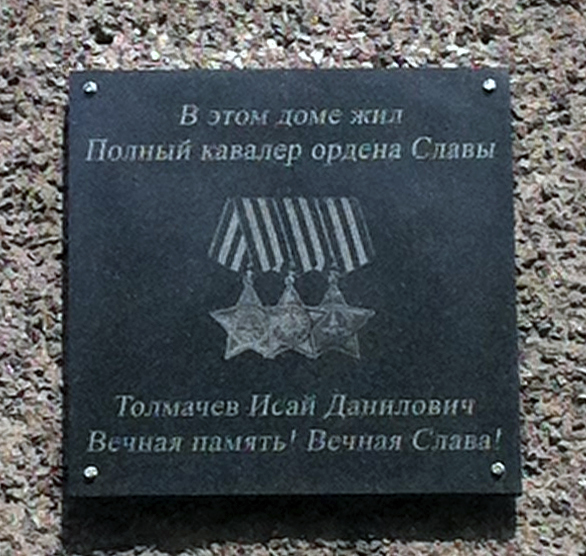 В этом доме жил
Полный кавалер ордена Славы
Толмачев Исай Данилович
Вечная память! Вечная Слава!